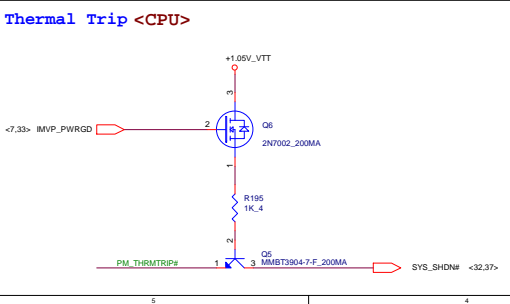 Thermal Trip <CPU>
+1.05V_VTT
3
<7,33> IMVP_PWRGD
2
Q6
2N7002_200MA
1
R195
1K_4
2
Q5
PM_THRMTRIP# 1 3 MMBT3904-7-F_200MA
SYS_SHDN# <32,37>
5 4